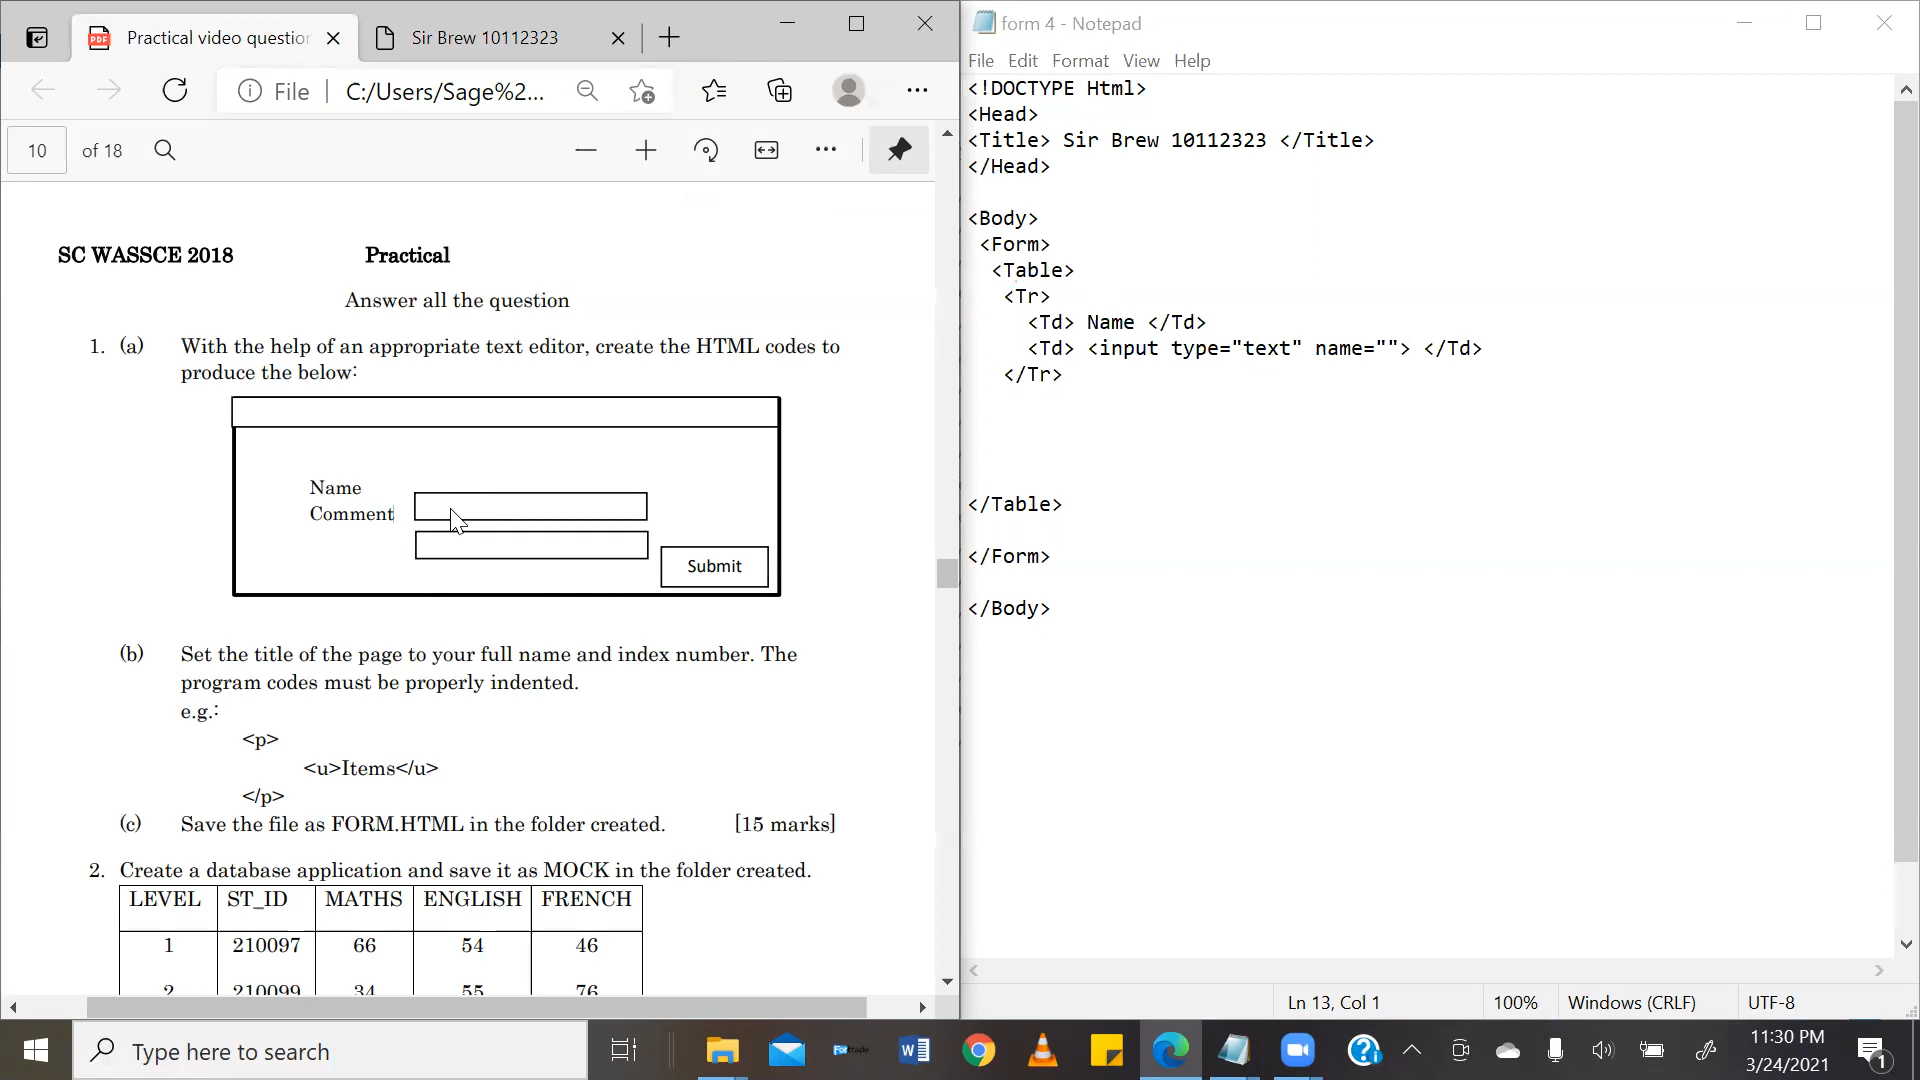 Practical video question
Sir Brew 10112323
File
C:/Users/Sage%2...
10
of 18
SC WASSCE 2018 Practical
Answer all the question
1. (a) With the help of an appropriate text editor, create the HTML codes to
produce the below:
Name
Comment
Submit
(b) Set the title of the page to your full name and index number. The
program codes must be properly indented.
e.g.:
<p>
<u>Items</u>
</p>
(c) Save the file as FORM.HTML in the folder created. [15 marks]
2. Create a database application and save it as MOCK in the folder created.
LEVEL ST_ID MATHS ENGLISH FRENCH
1 210097 66 54 46
2 210099 34 55 76
form 4 - Notepad
File Edit Format View Help
<!DOCTYPE Html>
<Head>
<Title> Sir Brew 10112323 </Title>
</Head>
<Body>
<Form>
<Table>
<Tr>
<Td> Name </Td>
<Td> <input type="text" name=""> </Td>
</Tr>
</Table>
</Form>
</Body>
Ln 13, Col 1
100%
Windows (CRLF)
UTF-8
Type here to search
11:30 PM
3/24/2021
1